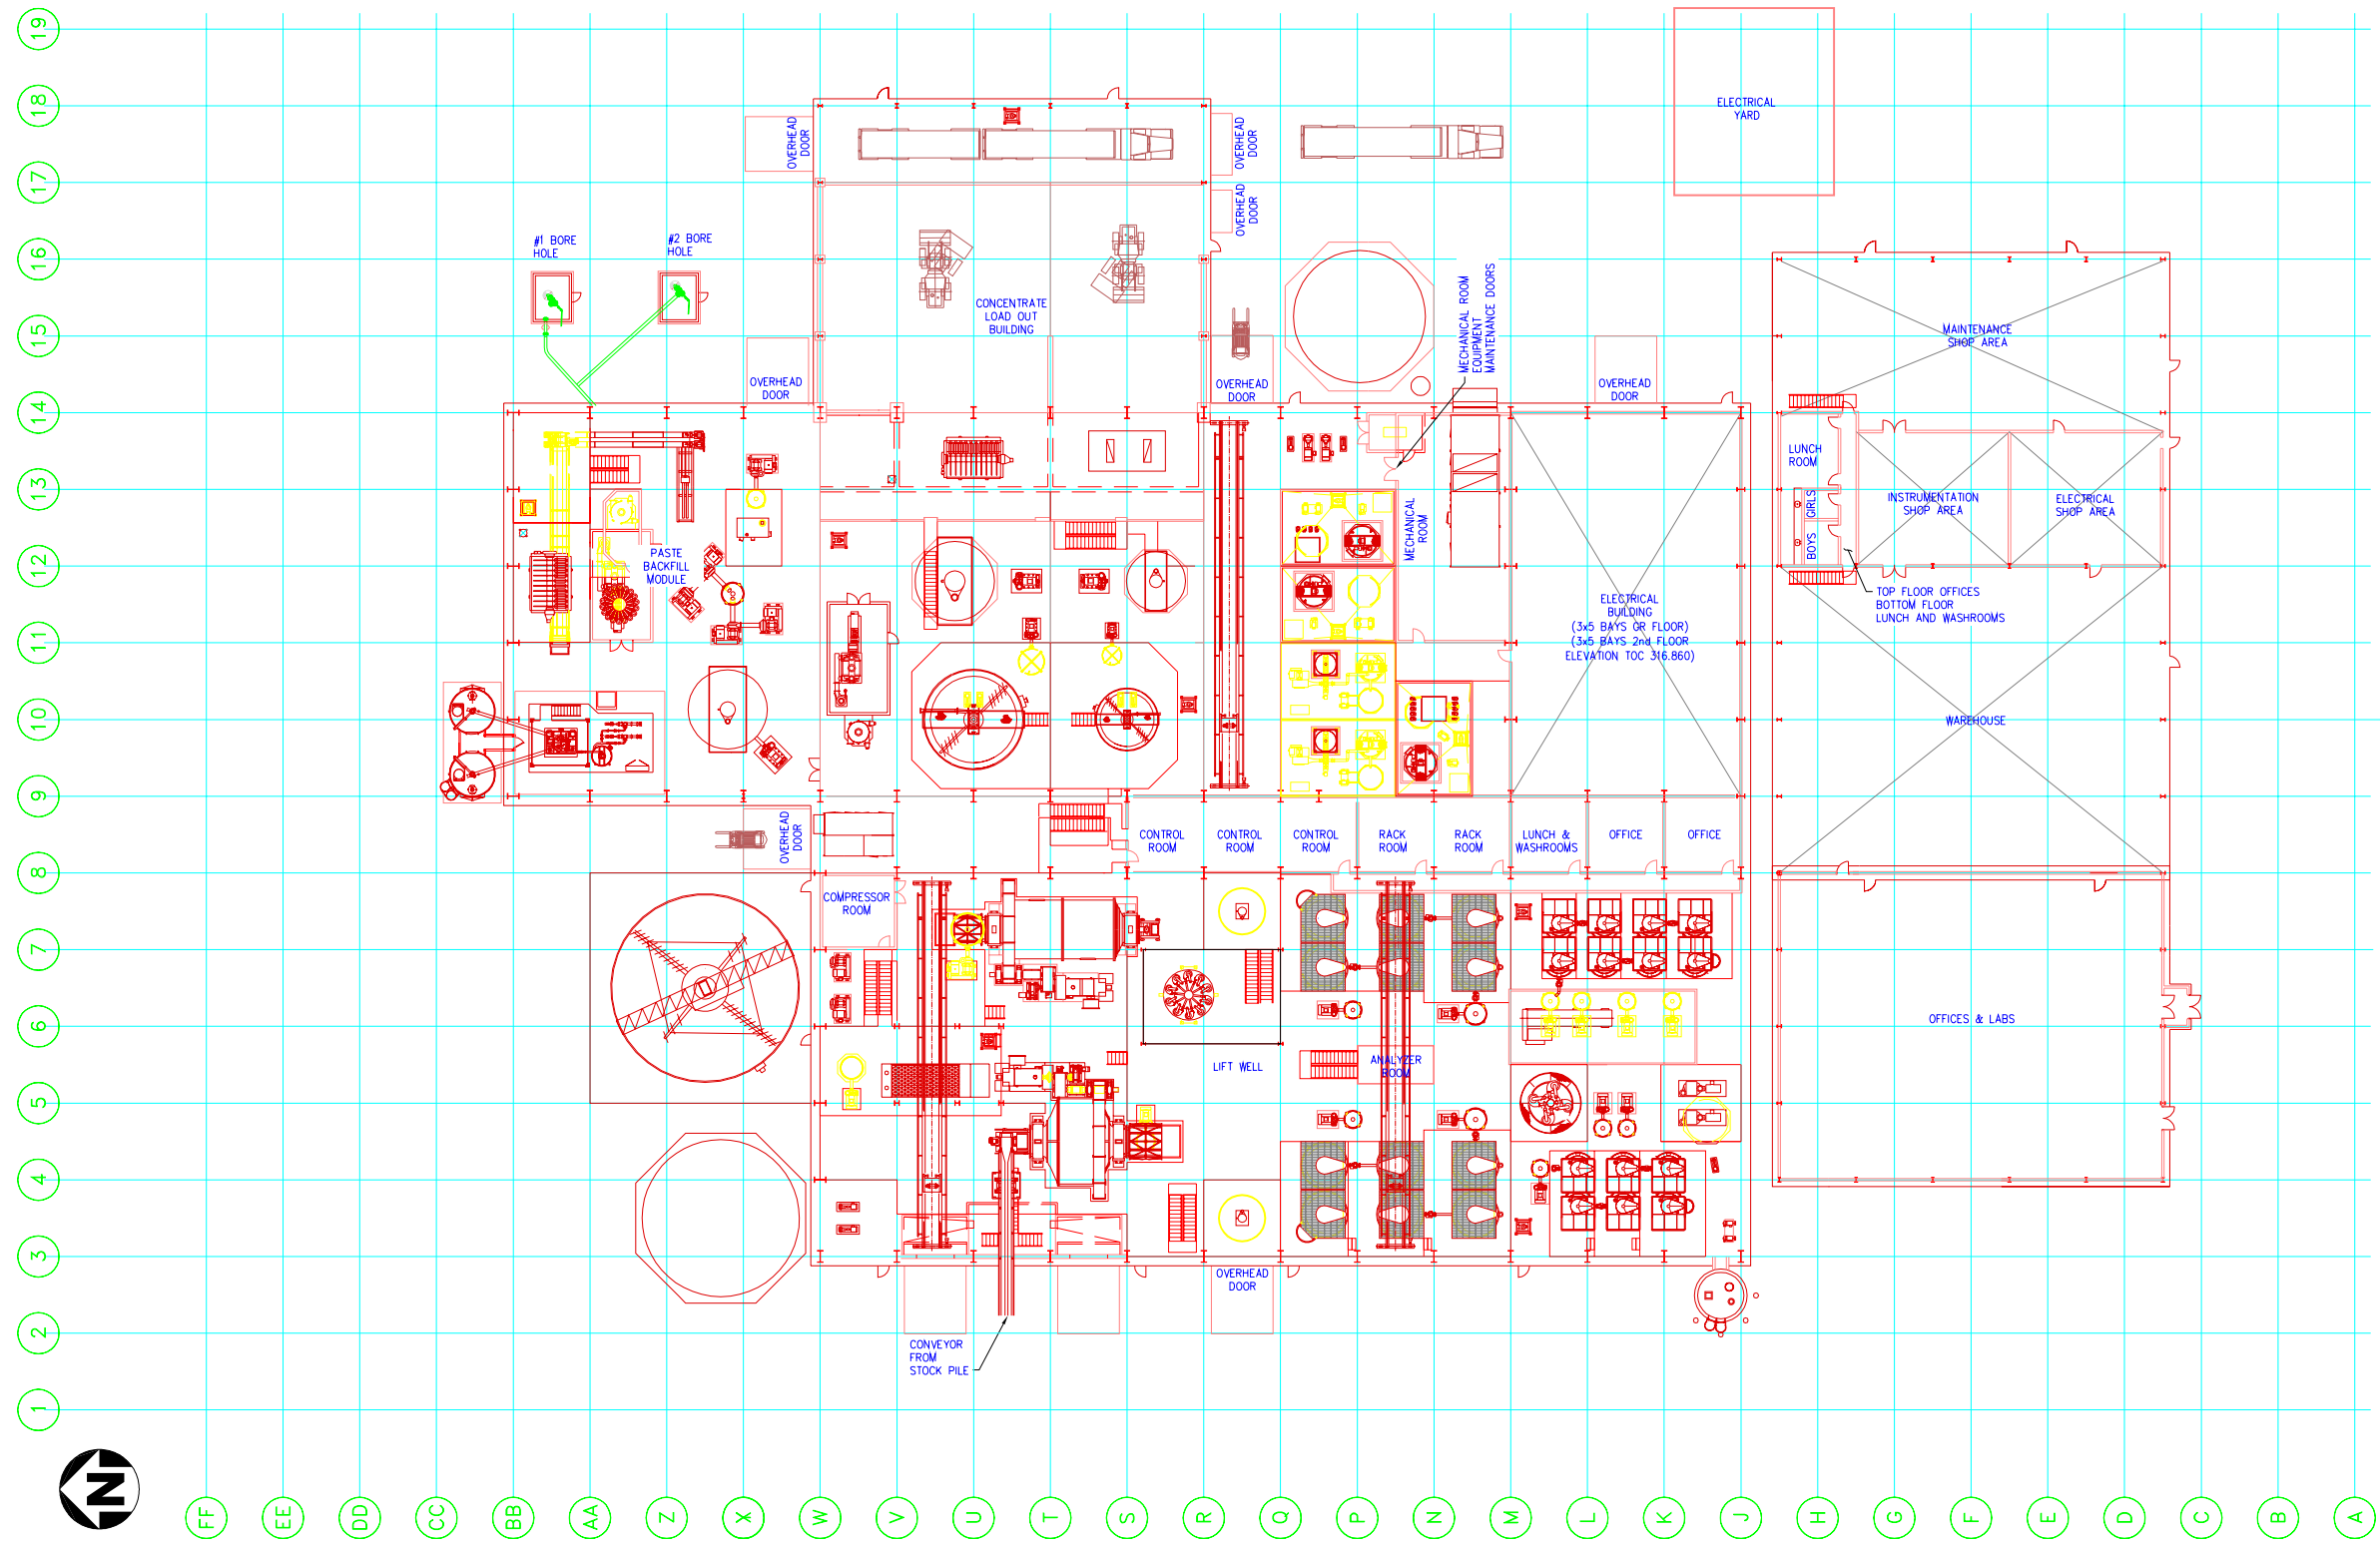 19
18
17
16
15
14
13
12
11
10
9
8
7
6
5
4
3
2
1
ELECTRICAL
YARD
OVERHEAD
DOOR
OVERHEAD
DOOR
OVERHEAD
DOOR
#1 BORE
HOLE
#2 BORE
HOLE
CONCENTRATE
LOAD OUT
BUILDING
MECHANICAL ROOM
EQUIPMENT
MAINTENANCE DOORS
MAINTENANCE
SHOP AREA
OVERHEAD
DOOR
OVERHEAD
DOOR
OVERHEAD
DOOR
LUNCH
ROOM
GIRLS
BOYS
INSTRUMENTATION
SHOP AREA
ELECTRICAL
SHOP AREA
MECHANICAL
ROOM
PASTE
BACKFILL
MODULE
TOP FLOOR OFFICES
BOTTOM FLOOR
LUNCH AND WASHROOMS
ELECTRICAL
BUILDING
(3x5 BAYS GR FLOOR)
(3x5 BAYS 2nd FLOOR
ELEVATION TOC 316.860)
WAREHOUSE
OVERHEAD
DOOR
CONTROL
ROOM
CONTROL
ROOM
CONTROL
ROOM
RACK
ROOM
RACK
ROOM
LUNCH &
WASHROOMS
OFFICE
OFFICE
COMPRESSOR
ROOM
OFFICES & LABS
LIFT WELL
ANALYZER
ROOM
OVERHEAD
DOOR
CONVEYOR
FROM
STOCK PILE
N
FF
EE
DD
CC
BB
AA
Z
X
W
V
U
T
S
R
Q
P
N
M
L
K
J
H
G
F
E
D
C
B
A